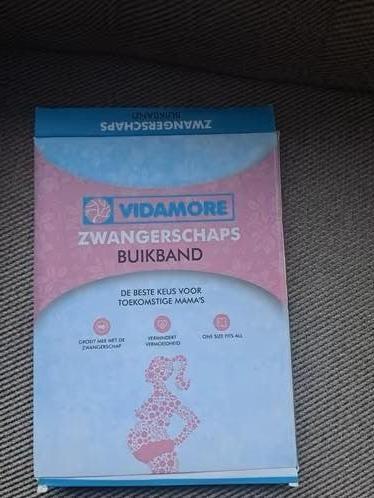 ZWANGERSCHAPS
BUIKBAND
VIDAMORE
ZWANGERSCHAPS
BUIKBAND
DE BESTE KEUS VOOR
TOEKOMSTIGE MAMA'S
GROEIT MEE MET DE
ZWANGERSCHAP
VERMINDERT
VERMOEIDHEID
ONE SIZE FITS ALL